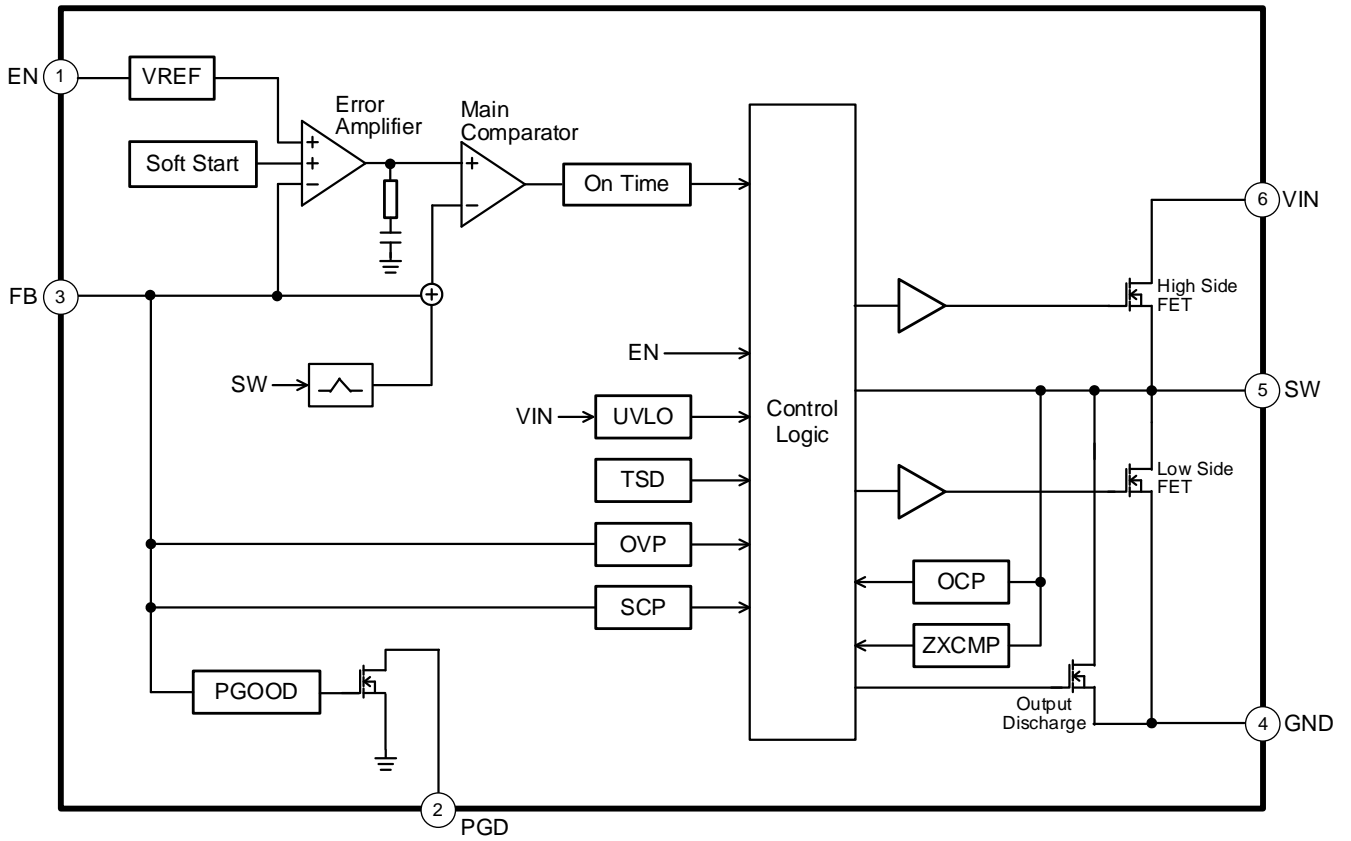 EN 1 VREF
Error
Amplifier
Main
Comparator
+
+
−
Soft Start
+
−
On Time
6 VIN
FB 3
+
High Side
FET
EN
SW
5 SW
VIN UVLO
Control
Logic
TSD
Low Side
FET
OVP
OCP
SCP
ZXCMP
PGOOD
Output
Discharge
4 GND
2
PGD